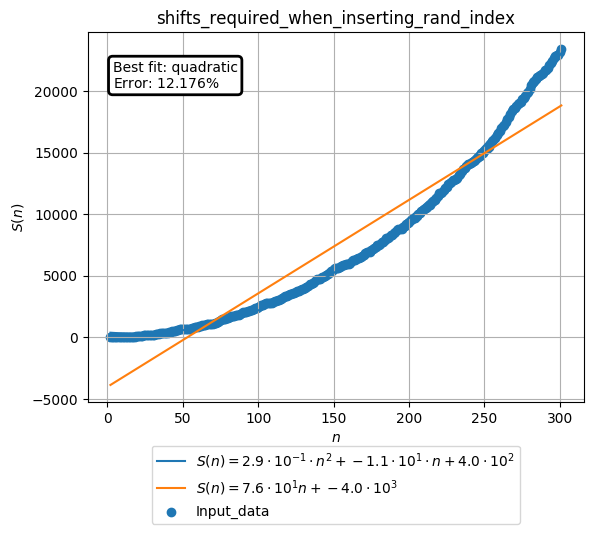 shifts_required_when_inserting_rand_index
Best fit: quadratic
Error: 12.176%
20000
15000
10000
5000
0
−5000
S(n)
0 50 100 150 200 250 300
n
S(n) = 2.9 · 10⁻¹ · n² + −1.1 · 10¹ · n + 4.0 · 10²
S(n) = 7.6 · 10¹n + −4.0 · 10³
Input_data